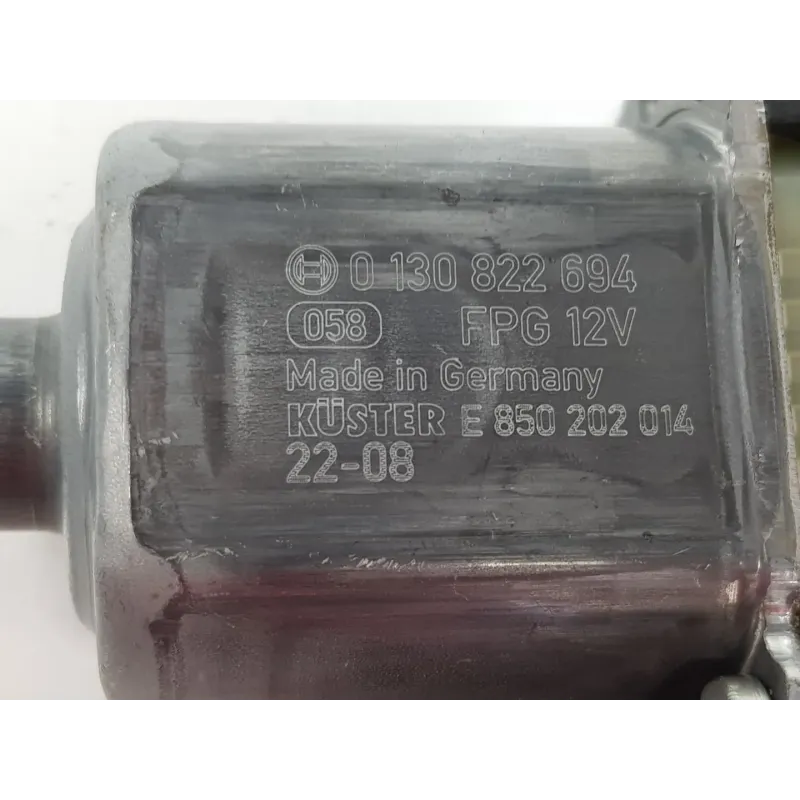 0 130 822 694
058 FPG 12V
Made in Germany
KÜSTER E 850 202 014
22-08